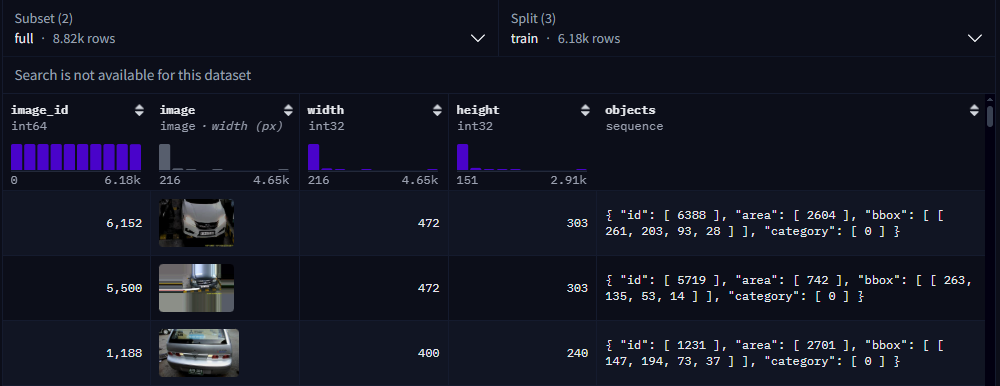 Subset (2)
full · 8.82k rows
Split (3)
train · 6.18k rows
Search is not available for this dataset
image_id
int64
image
image · width (px)
width
int32
height
int32
objects
sequence
0 6.18k
216 4.65k
216 4.65k
151 2.91k
6,152
472
303
{ "id": [ 6388 ], "area": [ 2604 ], "bbox": [ [
261, 203, 93, 28 ] ], "category": [ 0 ] }
5,500
472
303
{ "id": [ 5719 ], "area": [ 742 ], "bbox": [ [ 263,
135, 53, 14 ] ], "category": [ 0 ] }
1,188
400
240
{ "id": [ 1231 ], "area": [ 2701 ], "bbox": [ [
147, 194, 73, 37 ] ], "category": [ 0 ] }